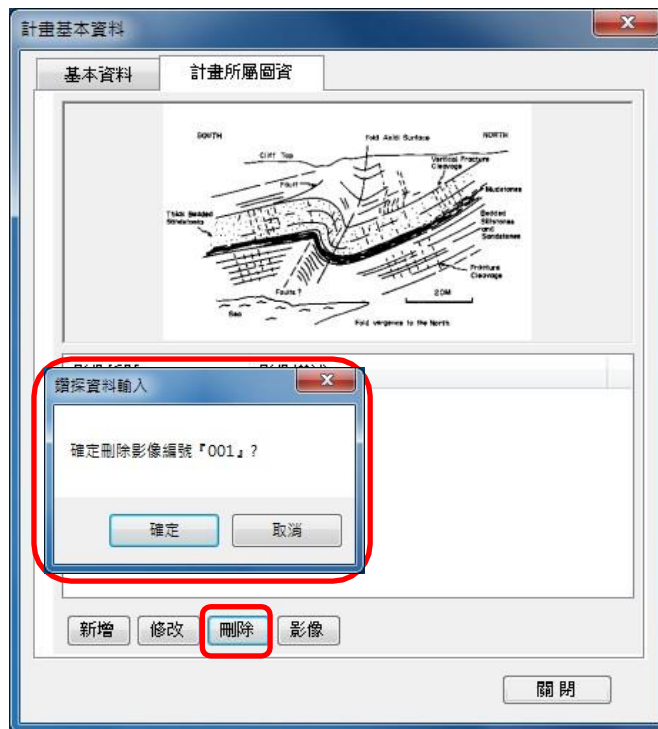 計畫基本資料
基本資料
計畫所屬圖資
SOUTH
Fold Axial Surface
NORTH
Cliff Top
Vertical Fracture
Cleavage
Fault
Mudstones
Thick Bedded
Sandstones
Bedded
Siltstones
and
Sandstones
Fracture
Cleavage
Faults ?
20M
Sea
Fold vergence to the North.
鑽探資料輸入
確定刪除影像編號『001』?
確定
取消
新增
修改
刪除
影像
關 閉